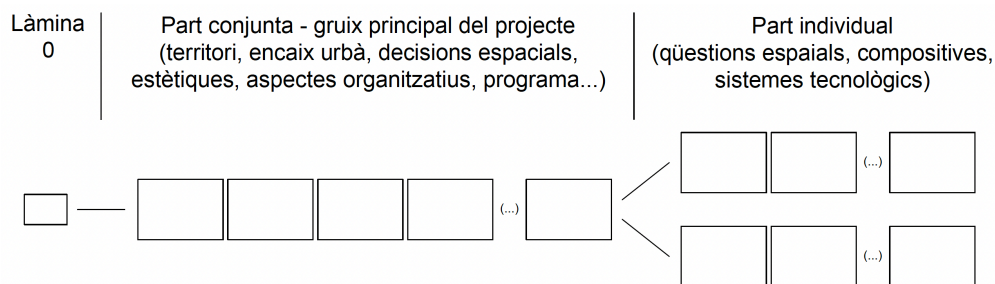 Làmina
0
Part conjunta - gruix principal del projecte
(territori, encaix urbà, decisions espacials,
estètiques, aspectes organitzatius, programa...)
Part individual
(qüestions espaials, compositives,
sistemes tecnològics)
(...)
(...)
(...)